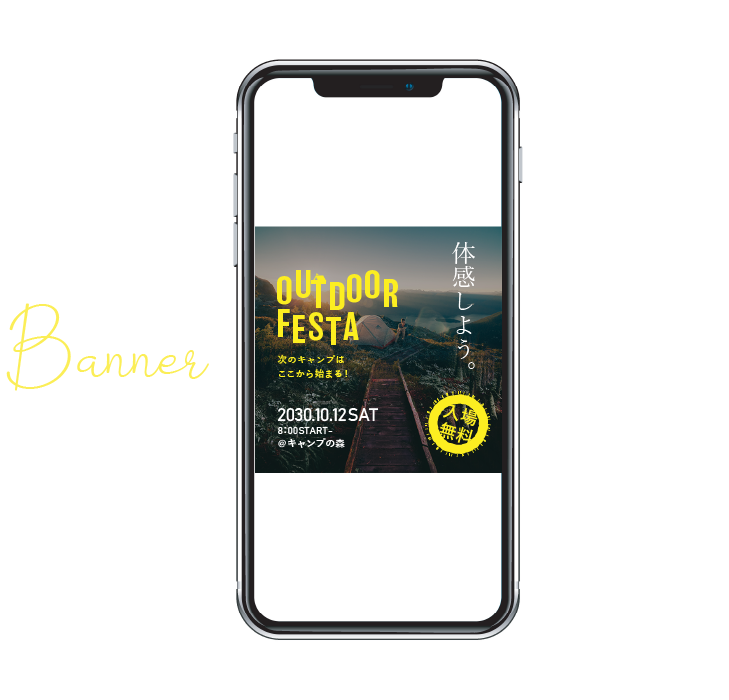 Banner
OUTDOOR
FESTA
次のキャンプは
ここから始まる!
2030.10.12 SAT
8:00START-
@キャンプの森
体感しよう。
入場
無料